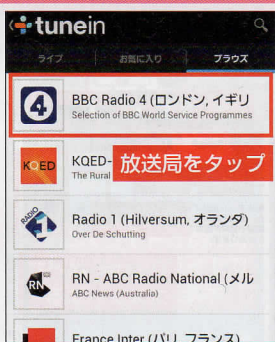 tunein
ライブ
お気に入り
ブラウズ
4
BBC Radio 4 (ロンドン, イギリ
Selection of BBC World Service Programmes
KQED
KQED-
The Rural
放送局をタップ
RADIO
Radio 1 (Hilversum, オランダ)
Over De Schutting
RN
RN - ABC Radio National (メル
ABC News (Australia)
France Inter (パリ, フランス)